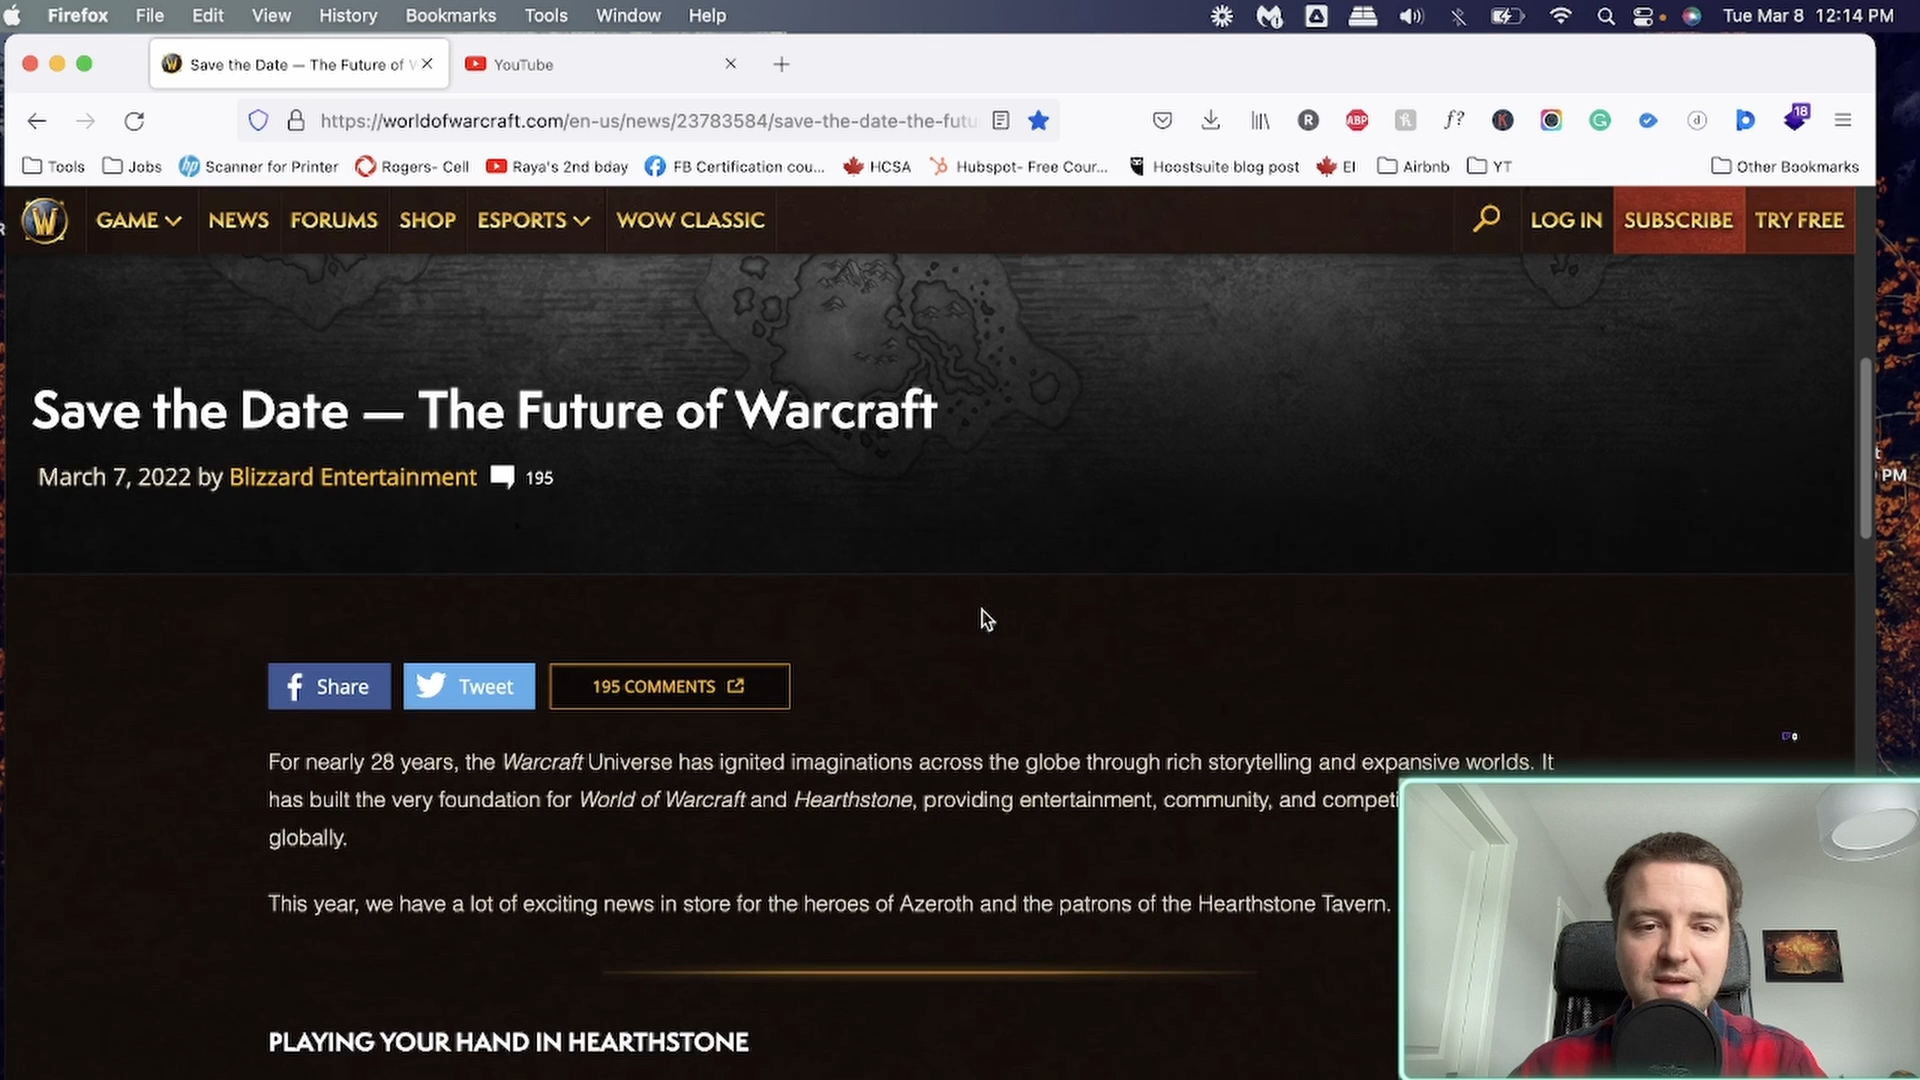 Firefox File Edit View History Bookmarks Tools Window Help Tue Mar 8 12:14 PM
Save the Date — The Future of W YouTube
https://worldofwarcraft.com/en-us/news/23783584/save-the-date-the-futu 18
Tools Jobs Scanner for Printer Rogers- Cell Raya's 2nd bday FB Certification cou... HCSA Hubspot- Free Cour... Hoostsuite blog post EI Airbnb YT Other Bookmarks
GAME NEWS FORUMS SHOP ESPORTS WOW CLASSIC LOG IN SUBSCRIBE TRY FREE
Save the Date — The Future of Warcraft
March 7, 2022 by Blizzard Entertainment 195
PM
Share Tweet 195 COMMENTS
For nearly 28 years, the Warcraft Universe has ignited imaginations across the globe through rich storytelling and expansive worlds. It
has built the very foundation for World of Warcraft and Hearthstone, providing entertainment, community, and competi
globally.
This year, we have a lot of exciting news in store for the heroes of Azeroth and the patrons of the Hearthstone Tavern.
PLAYING YOUR HAND IN HEARTHSTONE